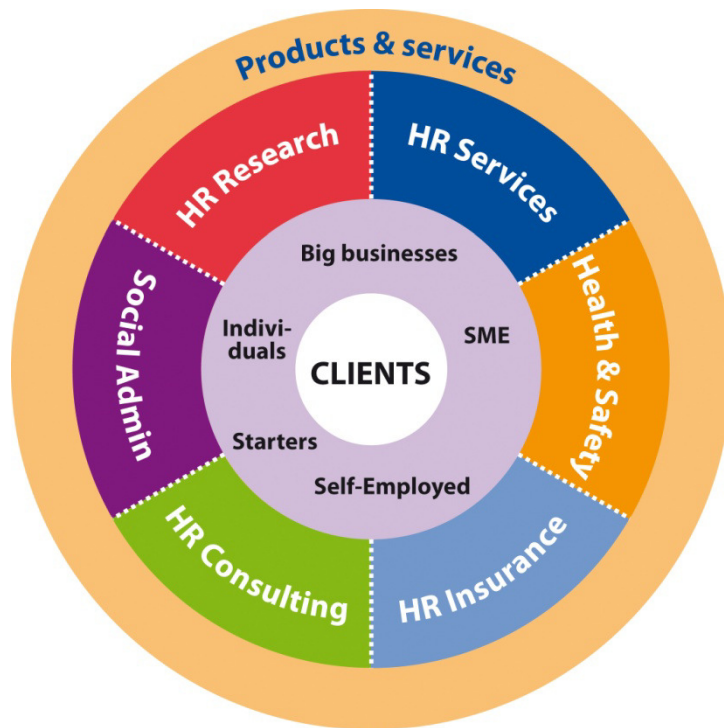 Products & services
HR Research
HR Services
Health & Safety
HR Insurance
HR Consulting
Social Admin
Big businesses
SME
Self-Employed
Starters
Indivi-
duals
CLIENTS